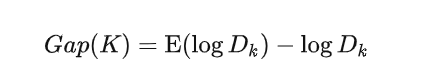 Gap(K) = E(log D_k) − log D_k